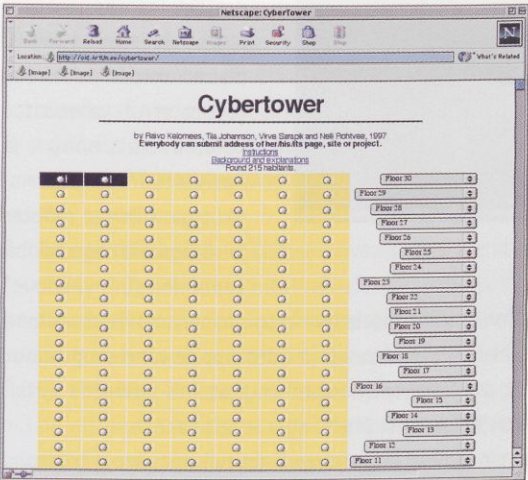 Netscape: CyberTower
Back Forward Reload Home Search Netscape Images Print Security Shop Stop
Location: What's Related
[Image] [Image] [Image]
Cybertower
by Raivo Kelomees, Tiia Johannson, Virve Sarapik and Nelli Rohtvee, 1997
Everybody can submit address of her/his/its page, site or project.
Instructions
Background and explanations
Found 215 habitants.
Floor 30
Floor 29
Floor 28
Floor 27
Floor 26
Floor 25
Floor 24
Floor 23
Floor 22
Floor 21
Floor 20
Floor 19
Floor 18
Floor 17
Floor 16
Floor 15
Floor 14
Floor 13
Floor 12
Floor 11